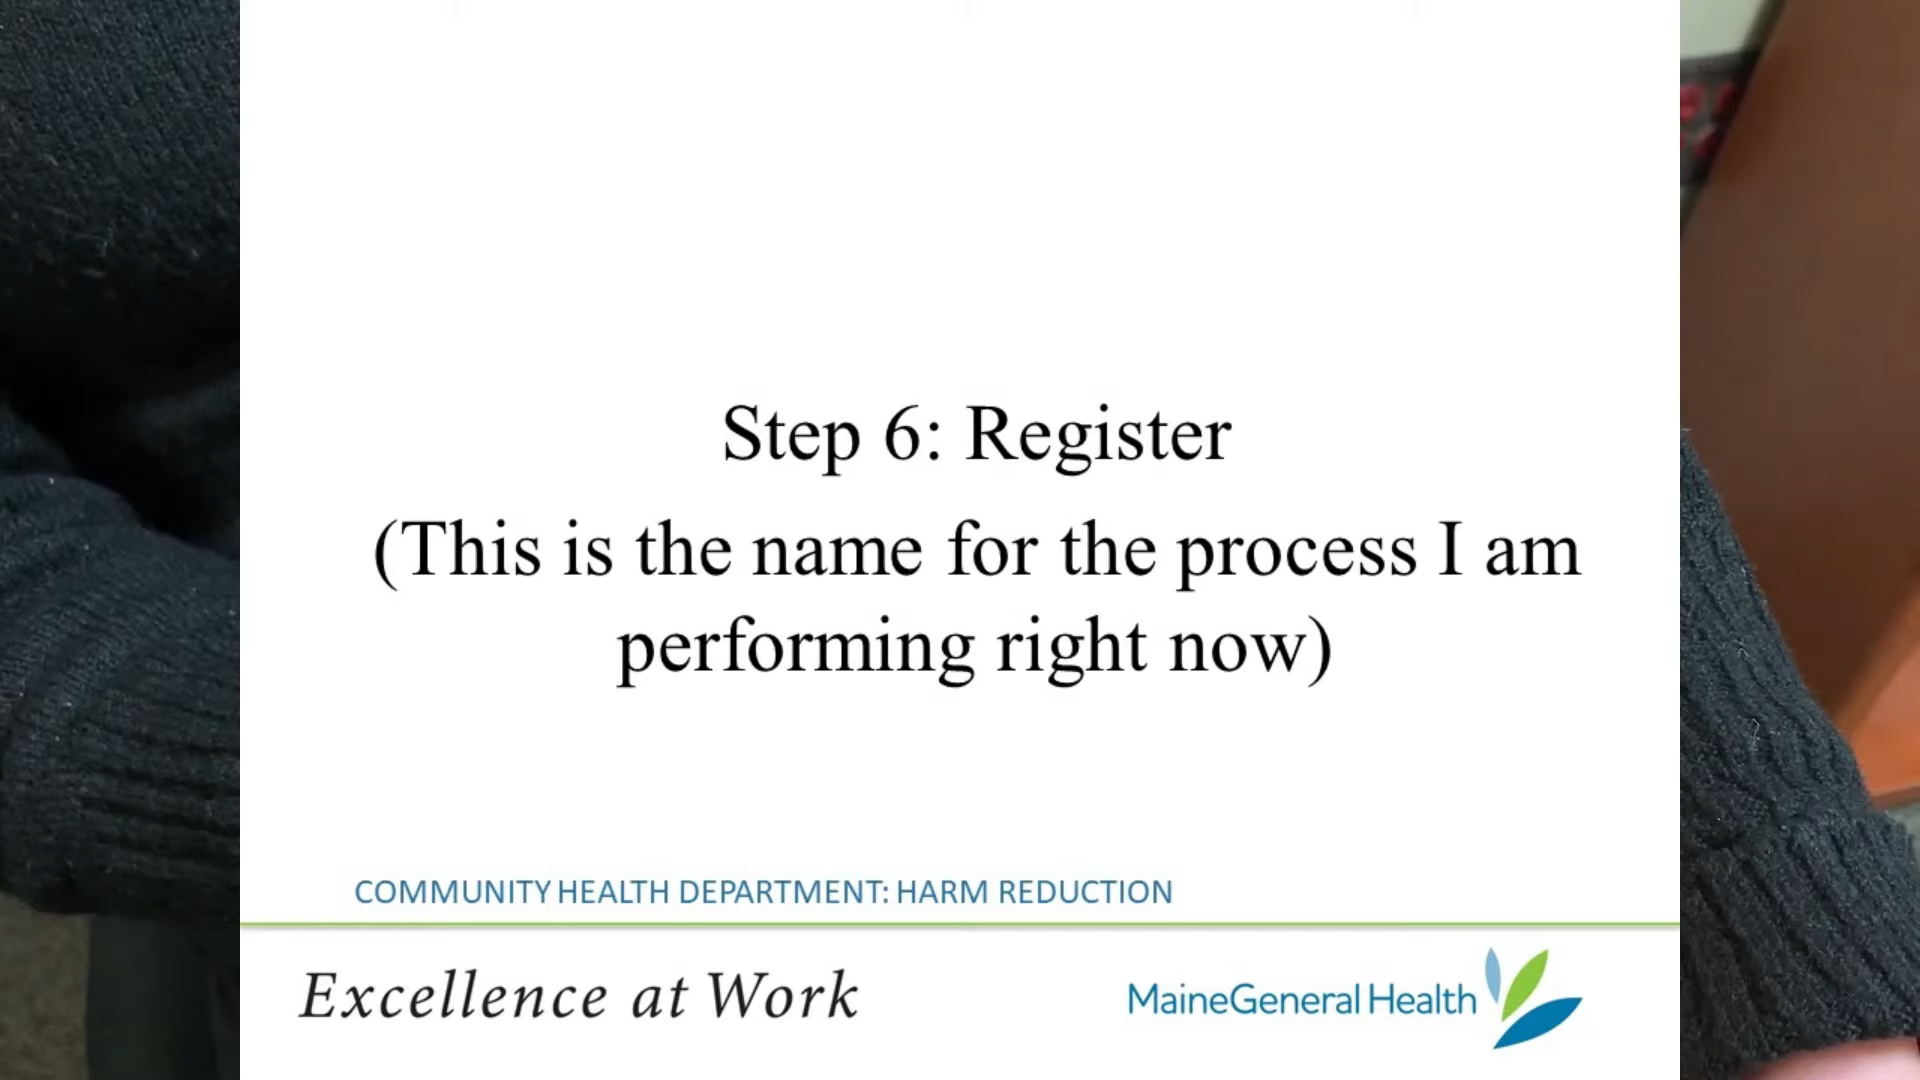 Step 6: Register
(This is the name for the process I am
performing right now)
COMMUNITY HEALTH DEPARTMENT: HARM REDUCTION
Excellence at Work
MaineGeneral Health